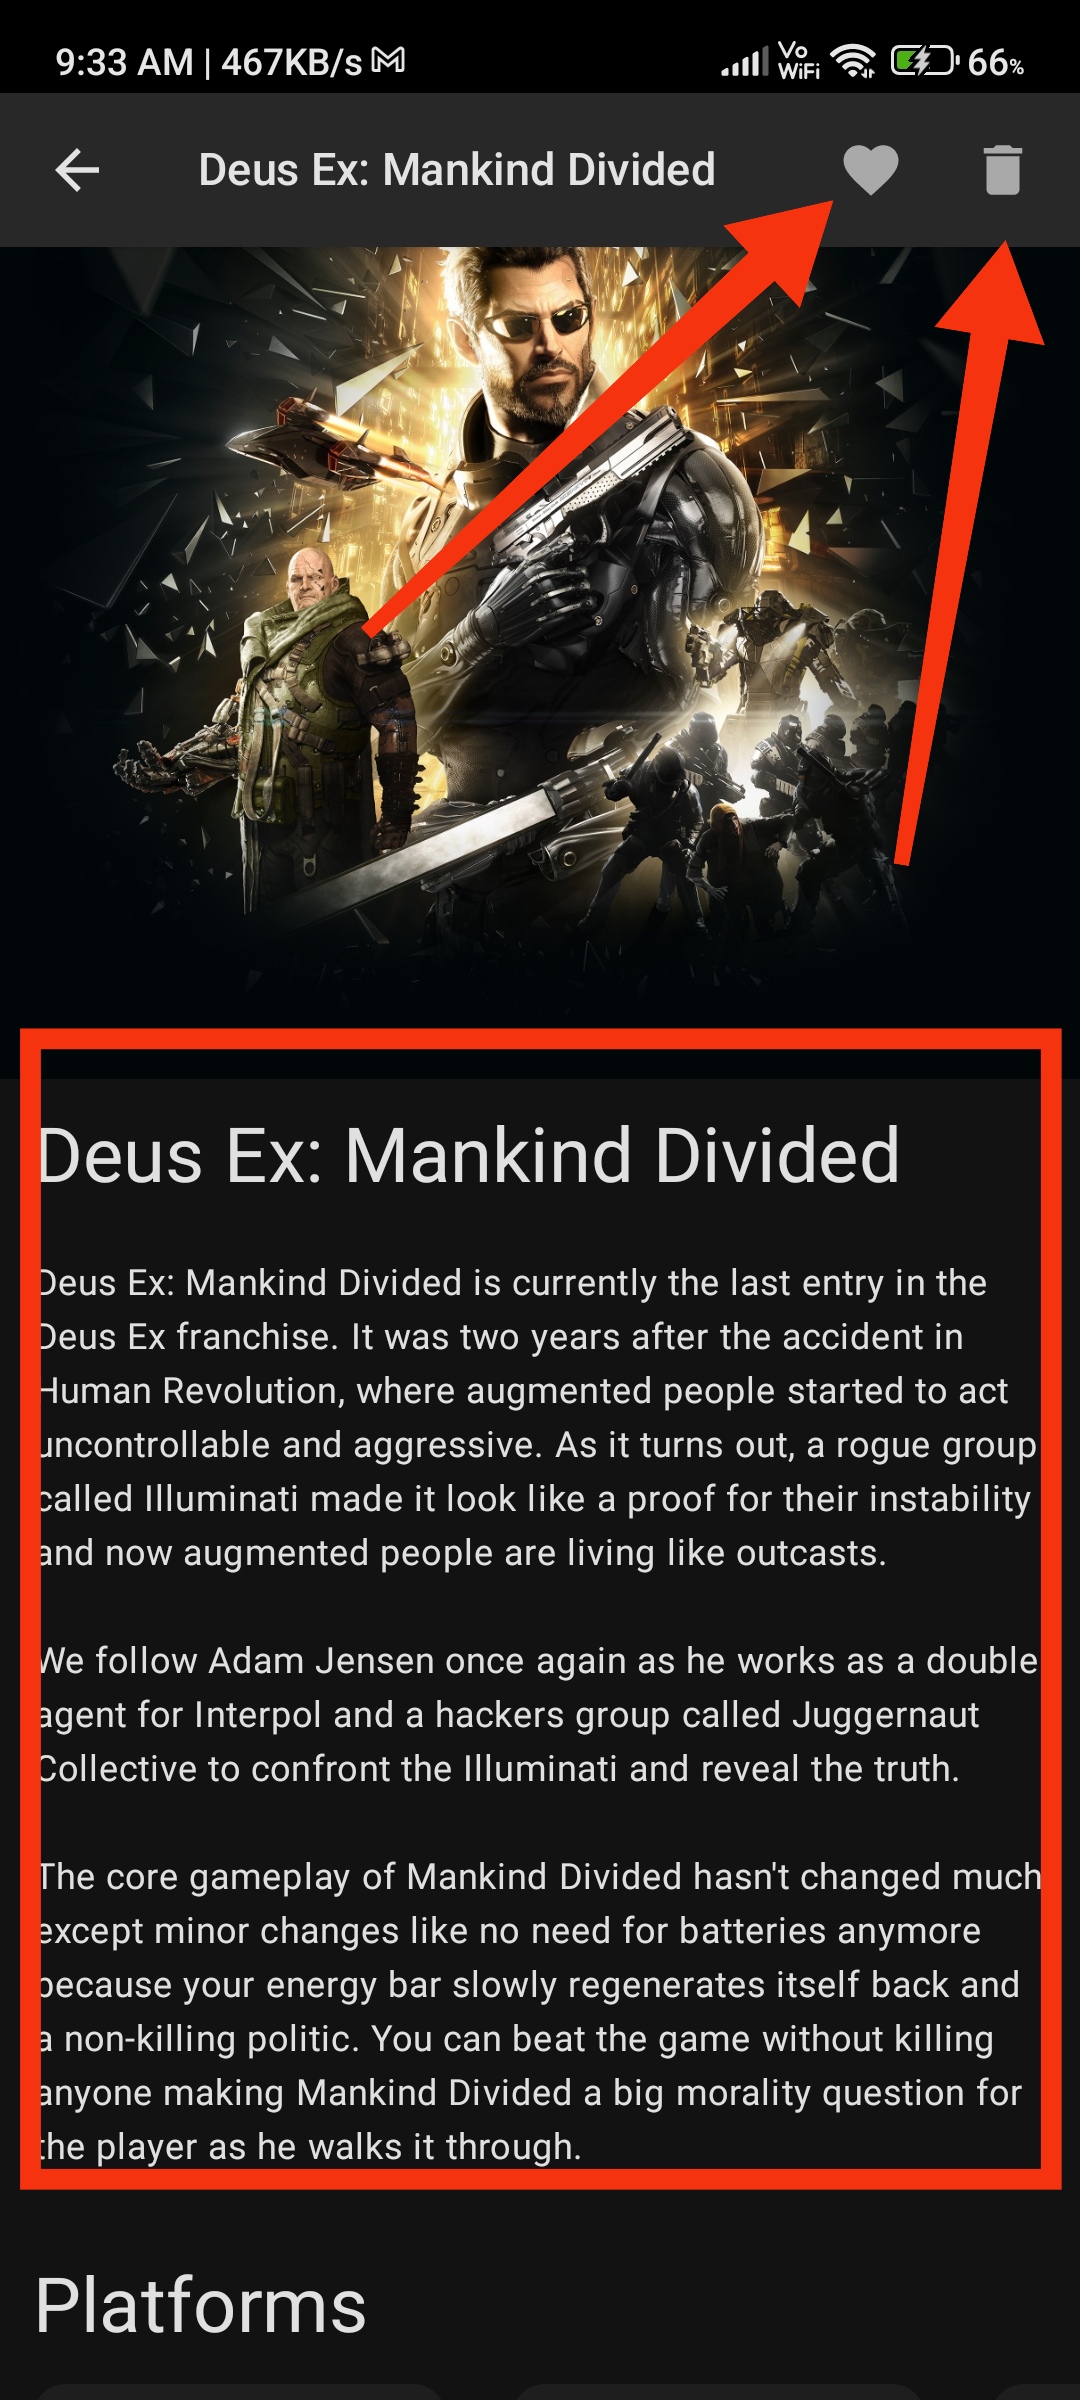 9:33 AM | 467KB/s
Vo
WiFi
66%
Deus Ex: Mankind Divided
Deus Ex: Mankind Divided
Deus Ex: Mankind Divided is currently the last entry in the
Deus Ex franchise. It was two years after the accident in
Human Revolution, where augmented people started to act
uncontrollable and aggressive. As it turns out, a rogue group
called Illuminati made it look like a proof for their instability
and now augmented people are living like outcasts.
We follow Adam Jensen once again as he works as a double
agent for Interpol and a hackers group called Juggernaut
Collective to confront the Illuminati and reveal the truth.
The core gameplay of Mankind Divided hasn't changed much
except minor changes like no need for batteries anymore
because your energy bar slowly regenerates itself back and
a non-killing politic. You can beat the game without killing
anyone making Mankind Divided a big morality question for
the player as he walks it through.
Platforms